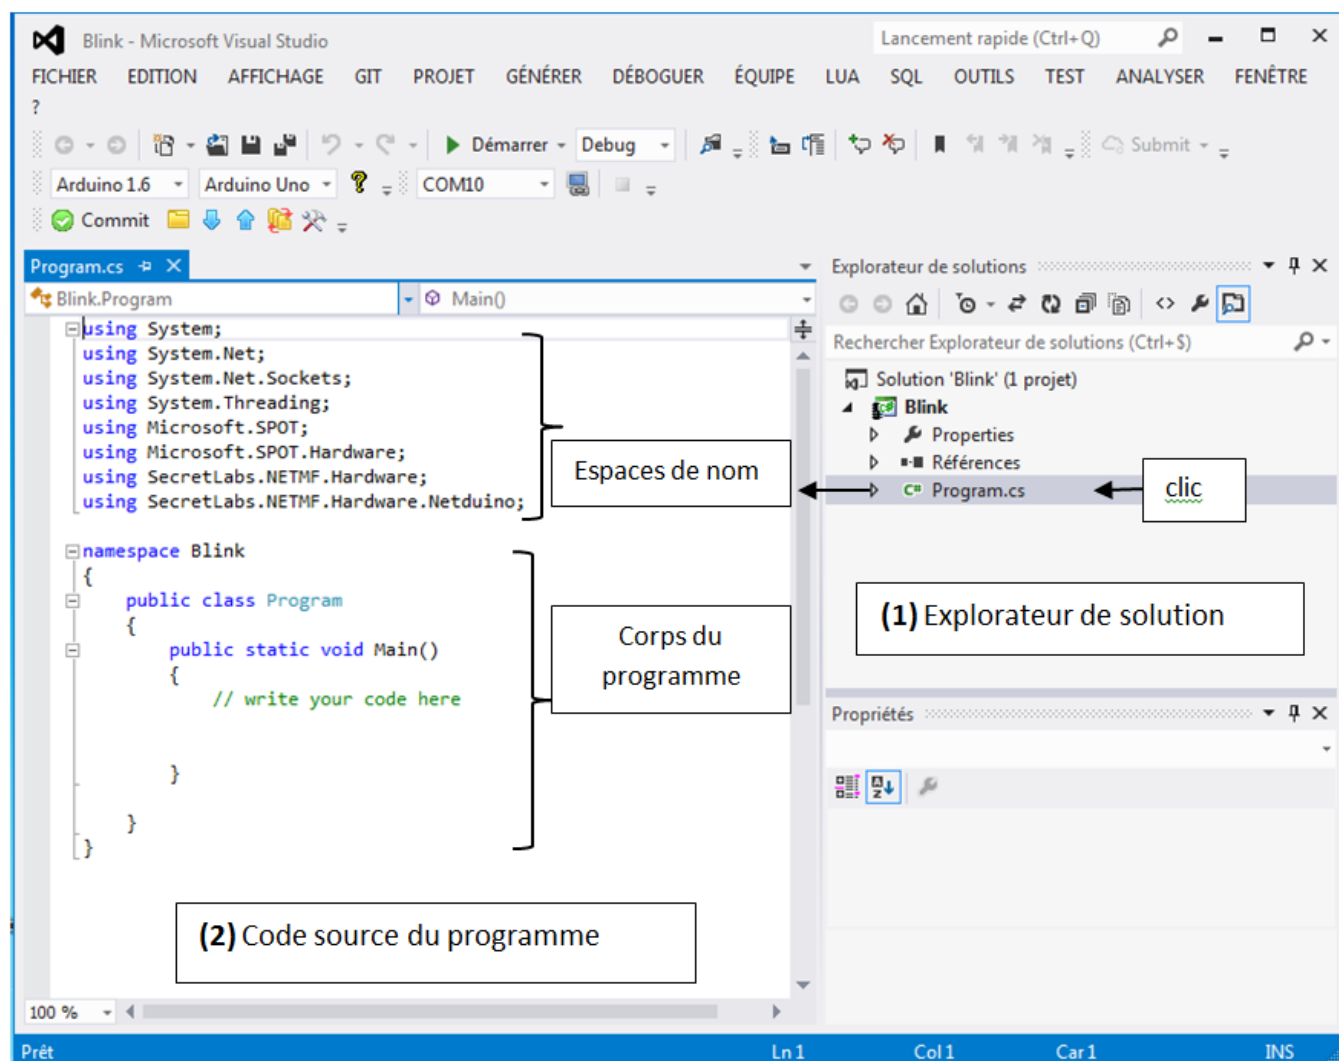 Blink - Microsoft Visual Studio
Lancement rapide (Ctrl+Q)
FICHIER EDITION AFFICHAGE GIT PROJET GÉNÉRER DÉBOGUER ÉQUIPE LUA SQL OUTILS TEST ANALYSER FENÊTRE
?
Démarrer Debug Submit
Arduino 1.6 Arduino Uno COM10
Commit
Program.cs
Blink.Program Main()
using System;
using System.Net;
using System.Net.Sockets;
using System.Threading;
using Microsoft.SPOT;
using Microsoft.SPOT.Hardware;
using SecretLabs.NETMF.Hardware;
using SecretLabs.NETMF.Hardware.Netduino;
Espaces de nom
namespace Blink
{
public class Program
{
public static void Main()
{
// write your code here
}
}
}
Corps du
programme
(2) Code source du programme
100 %
Explorateur de solutions
Rechercher Explorateur de solutions (Ctrl+$)
Solution 'Blink' (1 projet)
Blink
Properties
Références
C# Program.cs
clic
(1) Explorateur de solution
Propriétés
Prêt Ln 1 Col 1 Car 1 INS